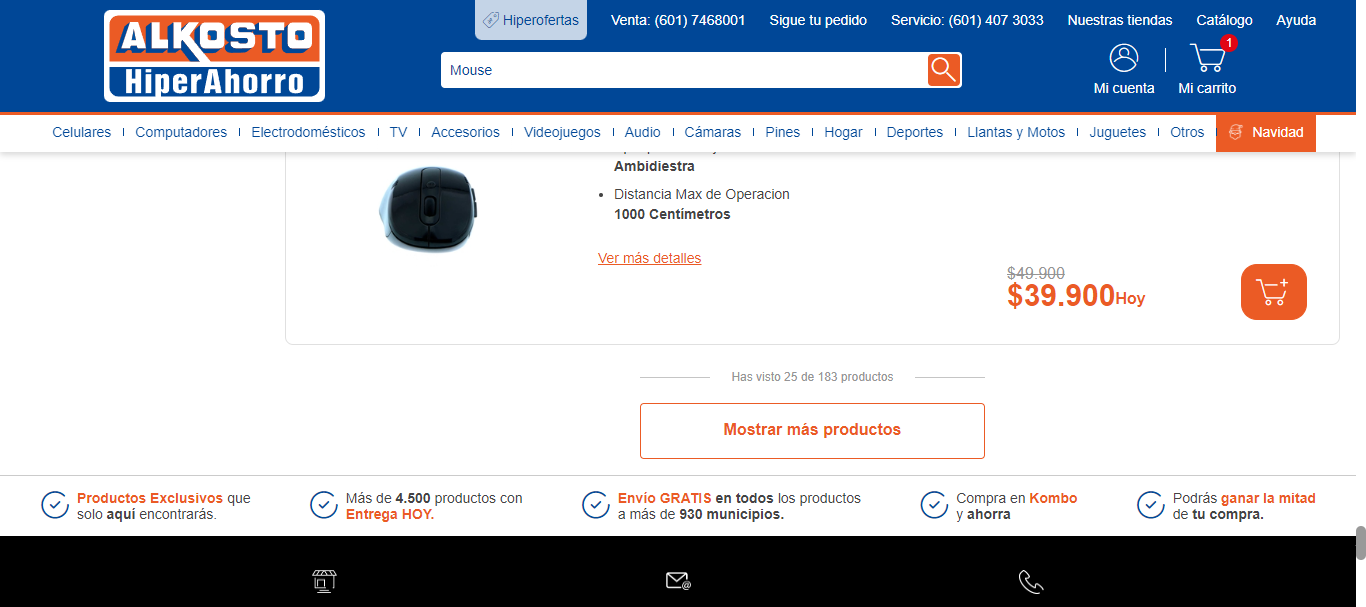 ALKOSTO
HiperAhorro
Hiperofertas
Venta: (601) 7468001
Sigue tu pedido
Servicio: (601) 407 3033
Nuestras tiendas
Catálogo
Ayuda
Mouse
1
Mi cuenta
Mi carrito
Celulares
Computadores
Electrodomésticos
TV
Accesorios
Videojuegos
Audio
Cámaras
Pines
Hogar
Deportes
Llantas y Motos
Juguetes
Otros
Navidad
Ambidiestra
• Distancia Max de Operacion
1000 Centímetros
Ver más detalles
$49.900
$39.900Hoy
Has visto 25 de 183 productos
Mostrar más productos
Productos Exclusivos que
solo aquí encontrarás.
Más de 4.500 productos con
Entrega HOY.
Envío GRATIS en todos los productos
a más de 930 municipios.
Compra en Kombo
y ahorra
Podrás ganar la mitad
de tu compra.